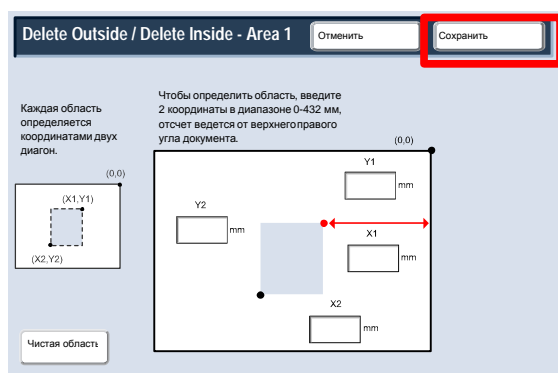 Delete Outside / Delete Inside - Area 1
Отменить
Сохранить
Каждая область
определяется
координатами двух
диагон.
Чтобы определить область, введите
2 координаты в диапазоне 0-432 мм,
отсчет ведется от верхнегоправого
угла документа.
(0,0)
(X1,Y1)
(X2,Y2)
(0,0)
Y1
mm
Y2
mm
X1
mm
X2
mm
Чистая область